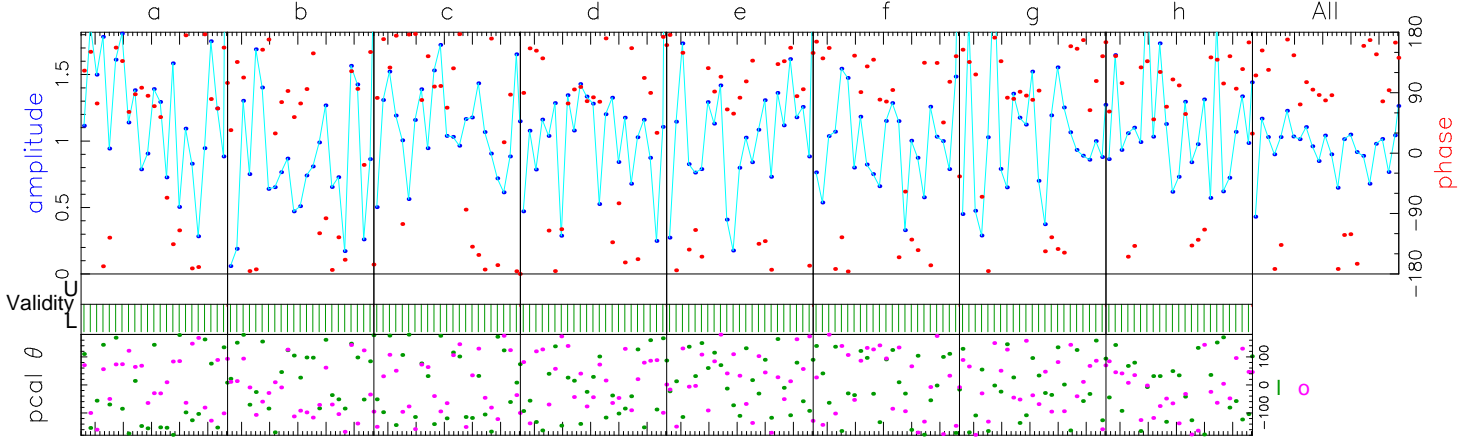 a b c d e f g h All
amplitude
0 0.5 1 1.5
180 90 0 −90 −180
phase
Validity
U
L
pcal θ
100 0 −100
l o